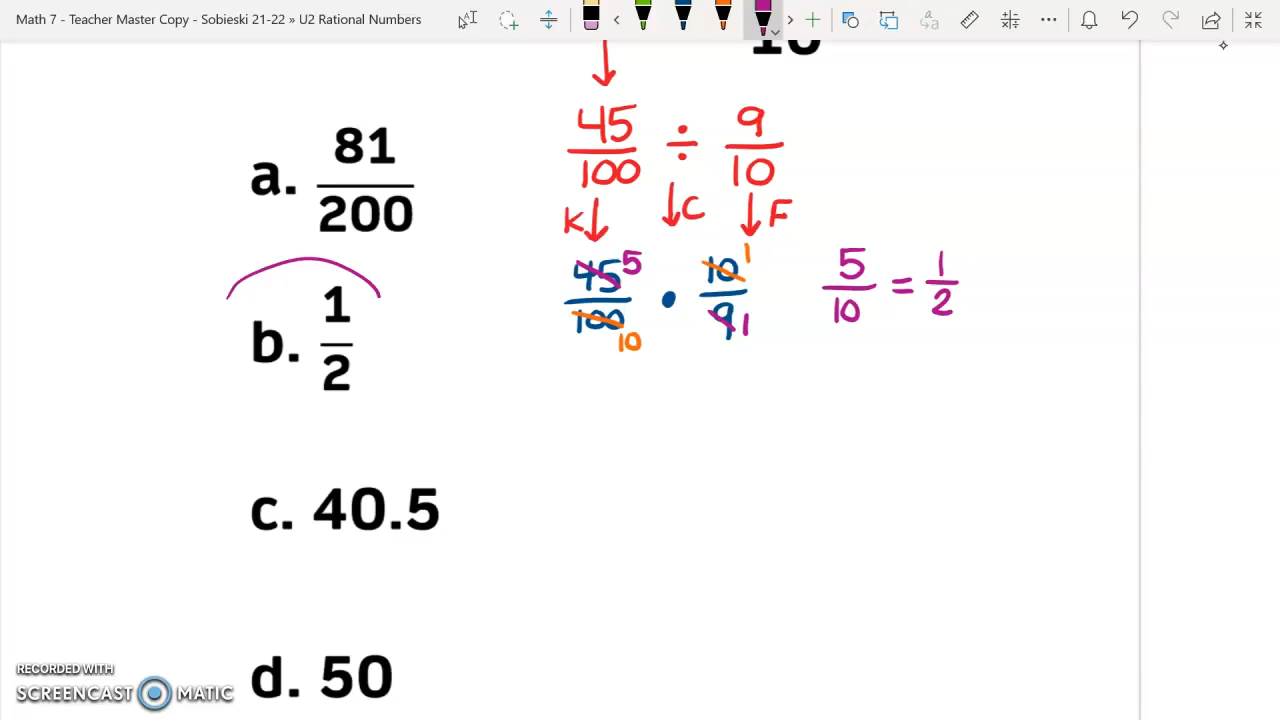 Math 7 - Teacher Master Copy - Sobieski 21-22 » U2 Rational Numbers
10
45/100 ÷ 9/10
K C F
a. 81/200
45 5/100 10 • 10 1/9 1
5/10 = 1/2
b. 1/2
c. 40.5
d. 50
RECORDED WITH
SCREENCAST MATIC